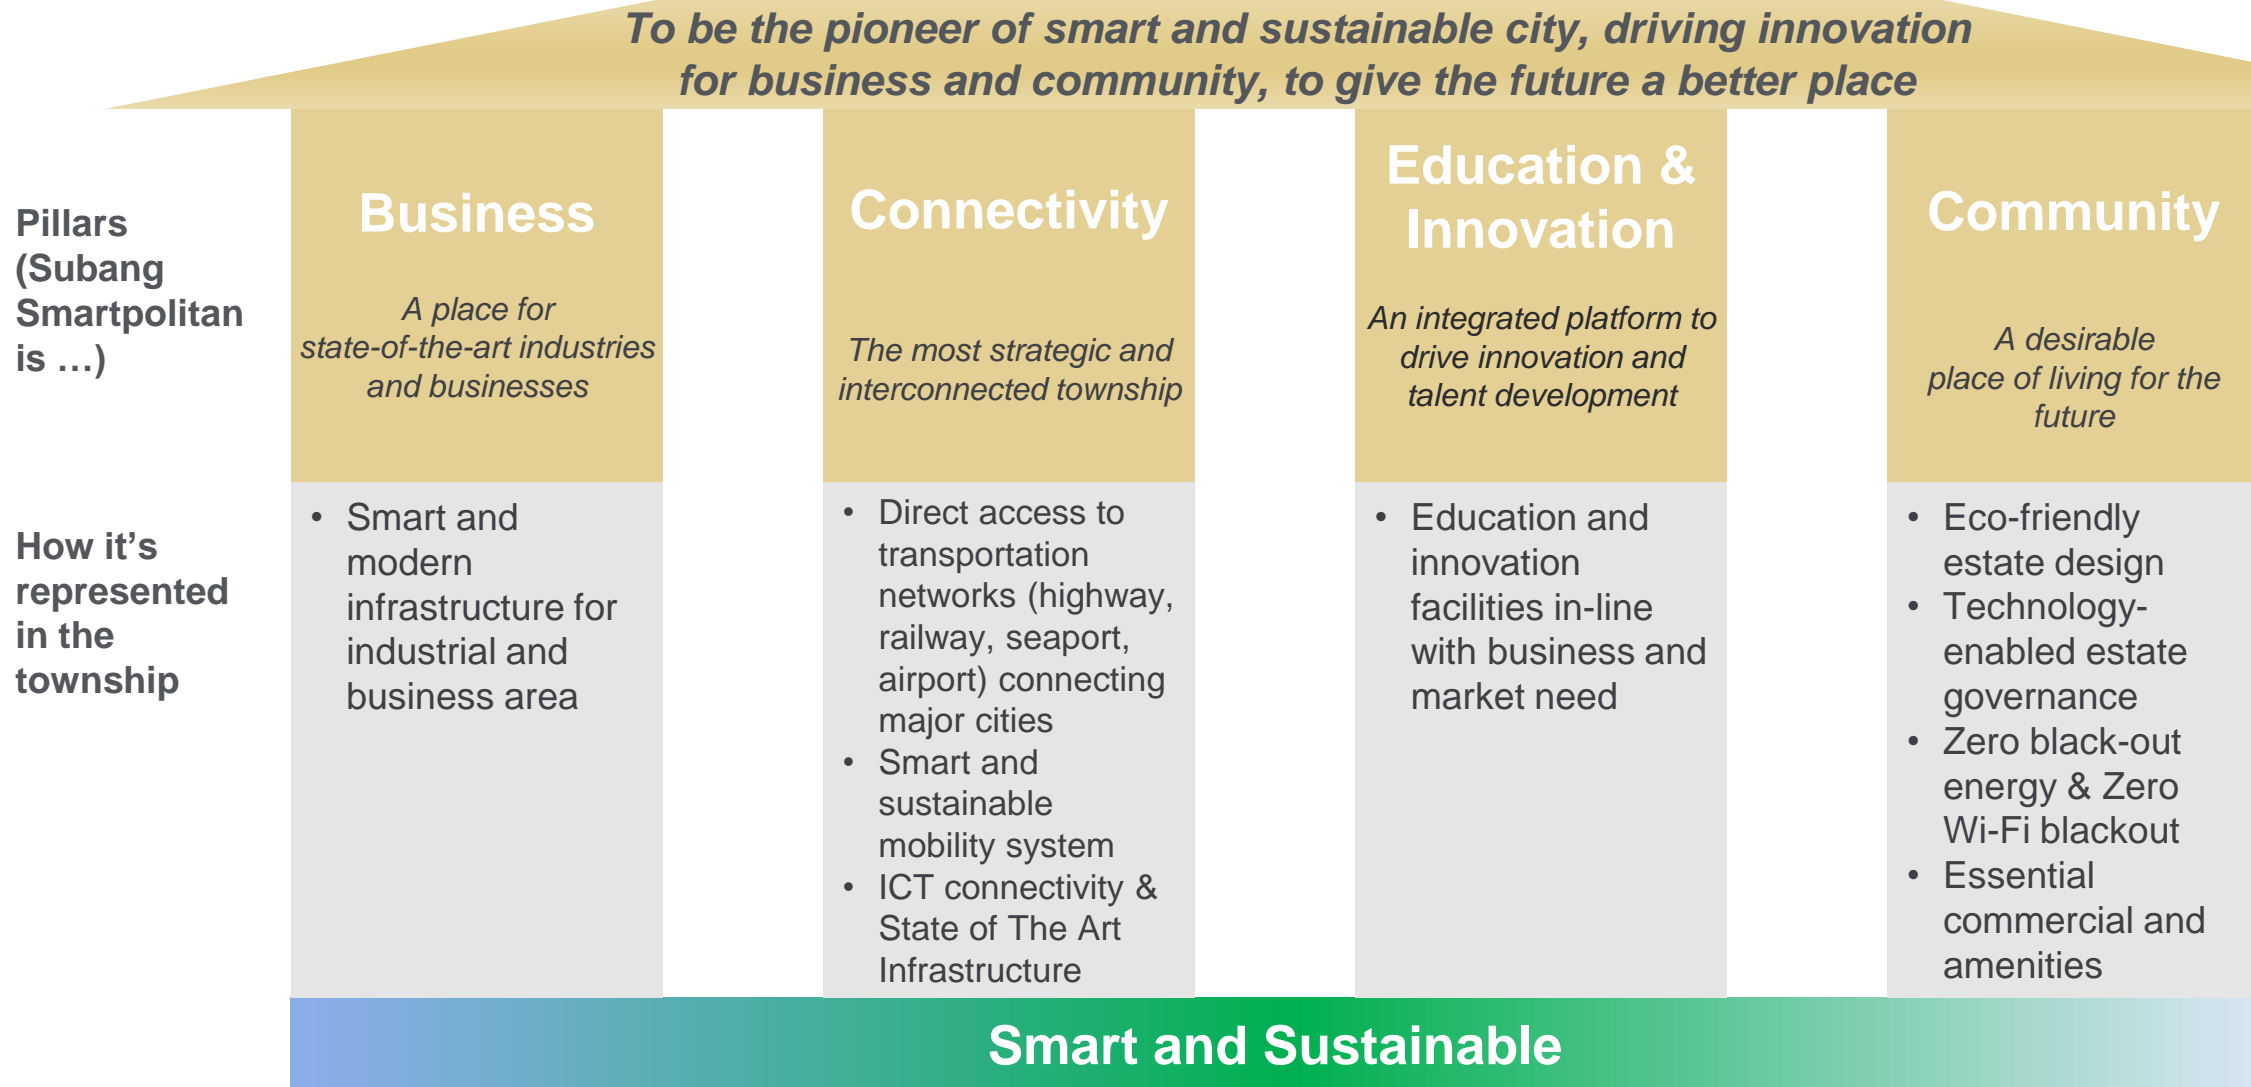 To be the pioneer of smart and sustainable city, driving innovation
for business and community, to give the future a better place
Pillars
(Subang
Smartpolitan
is …)
Business
A place for
state-of-the-art industries
and businesses
Connectivity
The most strategic and
interconnected township
Education &
Innovation
An integrated platform to
drive innovation and
talent development
Community
A desirable
place of living for the
future
How it’s
represented
in the
township
• Smart and
modern
infrastructure for
industrial and
business area
• Direct access to
transportation
networks (highway,
railway, seaport,
airport) connecting
major cities
• Smart and
sustainable
mobility system
• ICT connectivity &
State of The Art
Infrastructure
• Education and
innovation
facilities in-line
with business and
market need
• Eco-friendly
estate design
• Technology-
enabled estate
governance
• Zero black-out
energy & Zero
Wi-Fi blackout
• Essential
commercial and
amenities
Smart and Sustainable